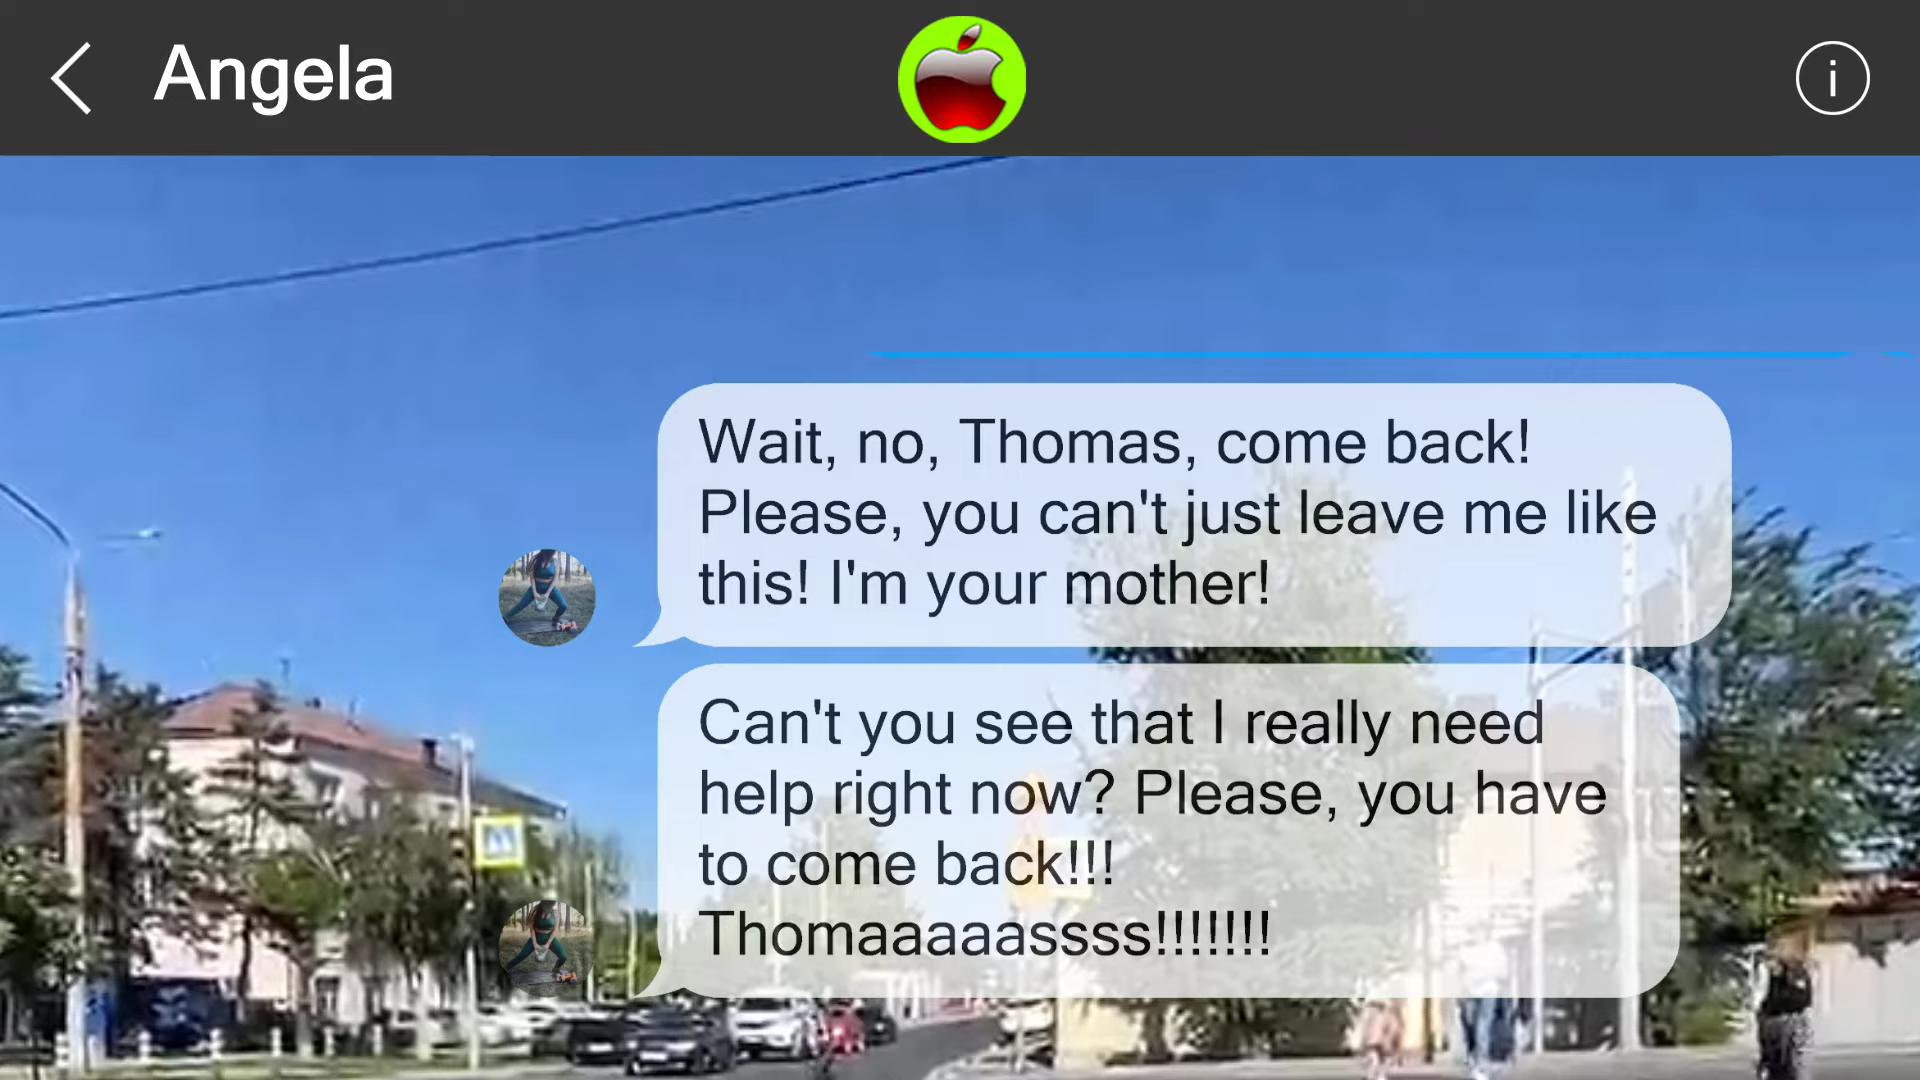 Angela
Wait, no, Thomas, come back!
Please, you can't just leave me like
this! I'm your mother!
Can't you see that I really need
help right now? Please, you have
to come back!!!
Thomaaaaassss!!!!!!!